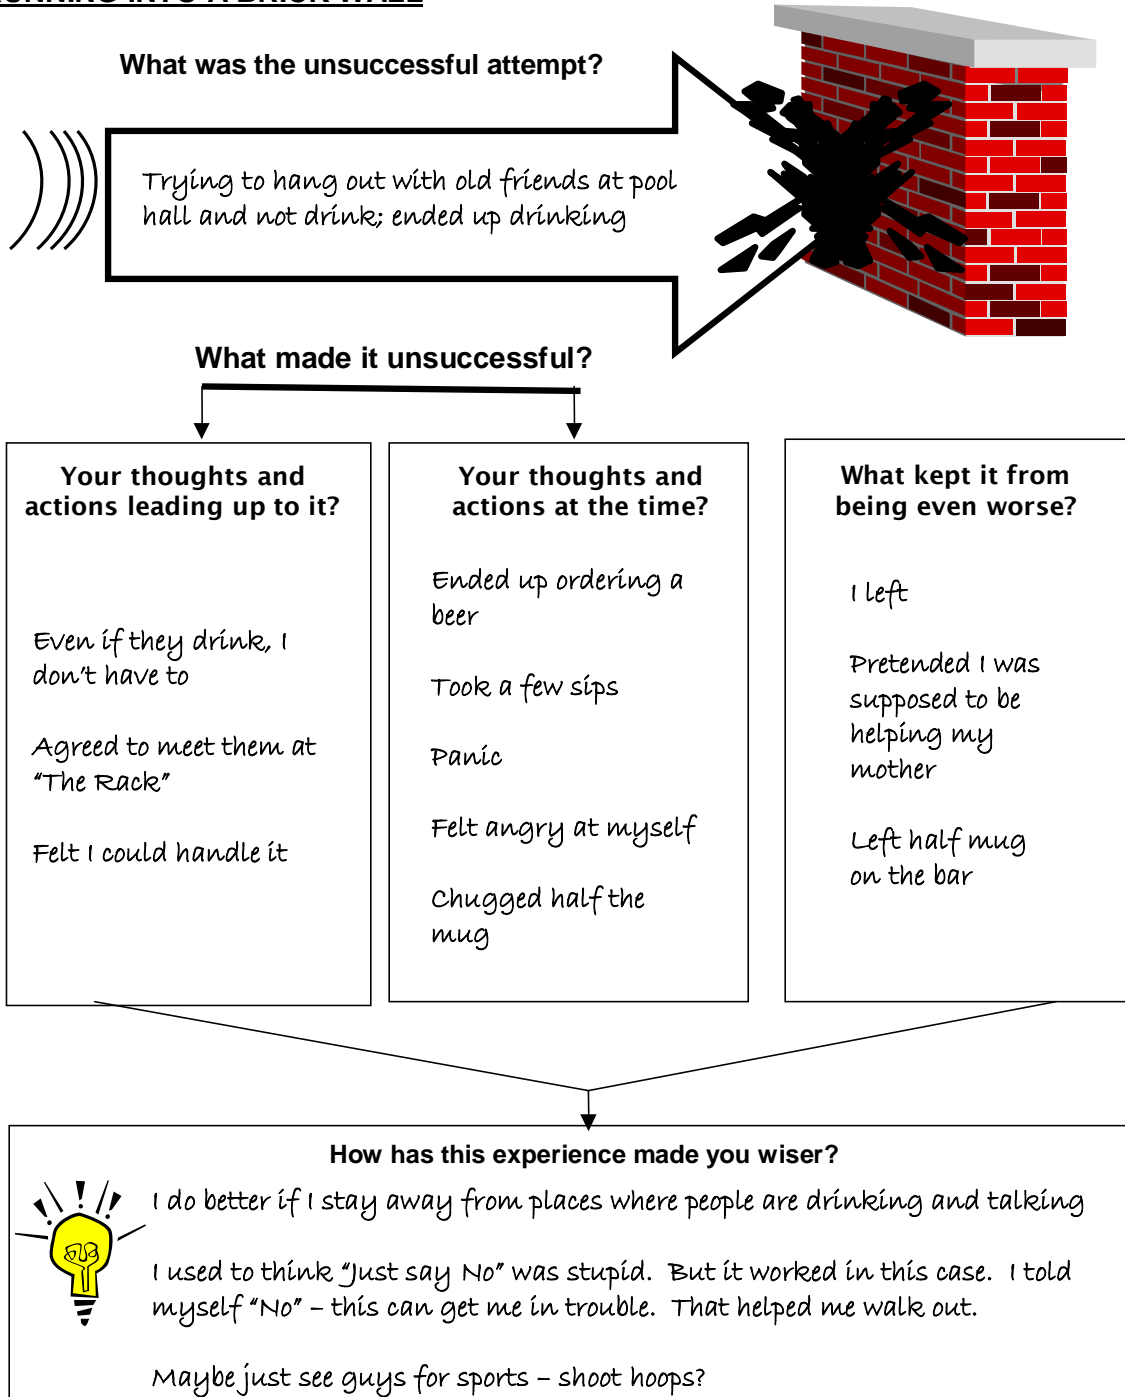 RUNNING INTO A BRICK WALL
What was the unsuccessful attempt?
Trying to hang out with old friends at pool
hall and not drink; ended up drinking
What made it unsuccessful?
Your thoughts and
actions leading up to it?
Even if they drink, I
don't have to
Agreed to meet them at
"The Rack"
Felt I could handle it
Your thoughts and
actions at the time?
Ended up ordering a
beer
Took a few sips
Panic
Felt angry at myself
Chugged half the
mug
What kept it from
being even worse?
I left
Pretended I was
supposed to be
helping my
mother
Left half mug
on the bar
How has this experience made you wiser?
I do better if I stay away from places where people are drinking and talking
I used to think "Just say No" was stupid. But it worked in this case. I told
myself "No" – this can get me in trouble. That helped me walk out.
Maybe just see guys for sports – shoot hoops?